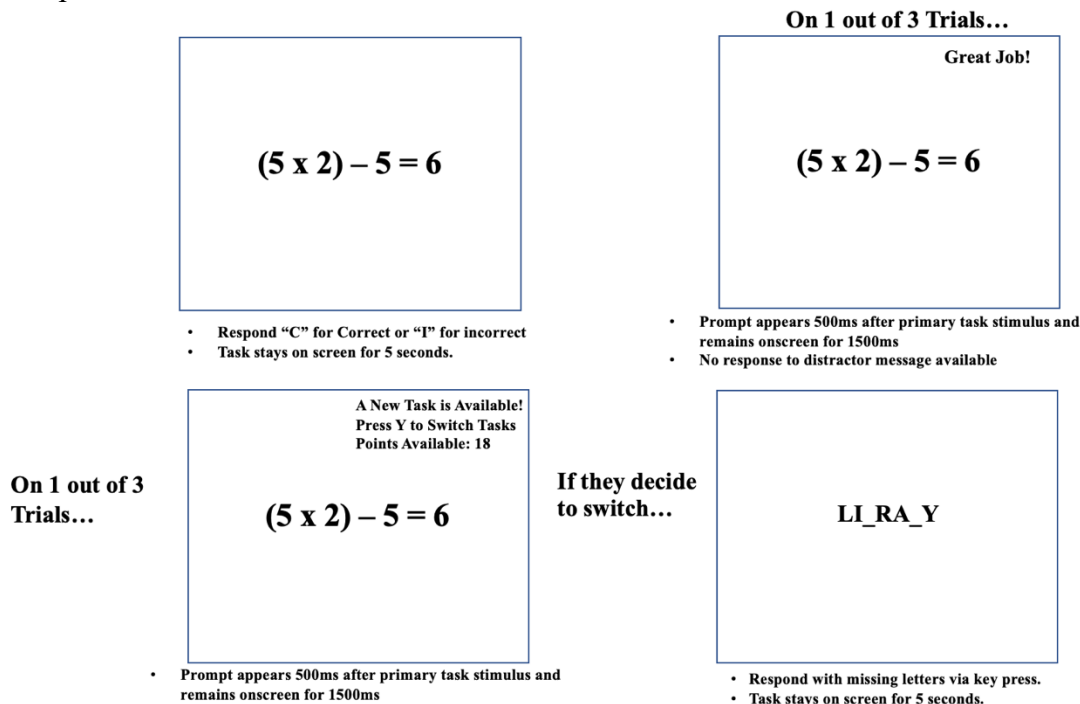 (5 x 2) – 5 = 6
• Respond “C” for Correct or “I” for incorrect
• Task stays on screen for 5 seconds.
On 1 out of 3 Trials…
Great Job!
(5 x 2) – 5 = 6
• Prompt appears 500ms after primary task stimulus and
remains onscreen for 1500ms
• No response to distractor message available
On 1 out of 3
Trials…
A New Task is Available!
Press Y to Switch Tasks
Points Available: 18
(5 x 2) – 5 = 6
• Prompt appears 500ms after primary task stimulus and
remains onscreen for 1500ms
If they decide
to switch…
LI_RA_Y
• Respond with missing letters via key press.
• Task stays on screen for 5 seconds.